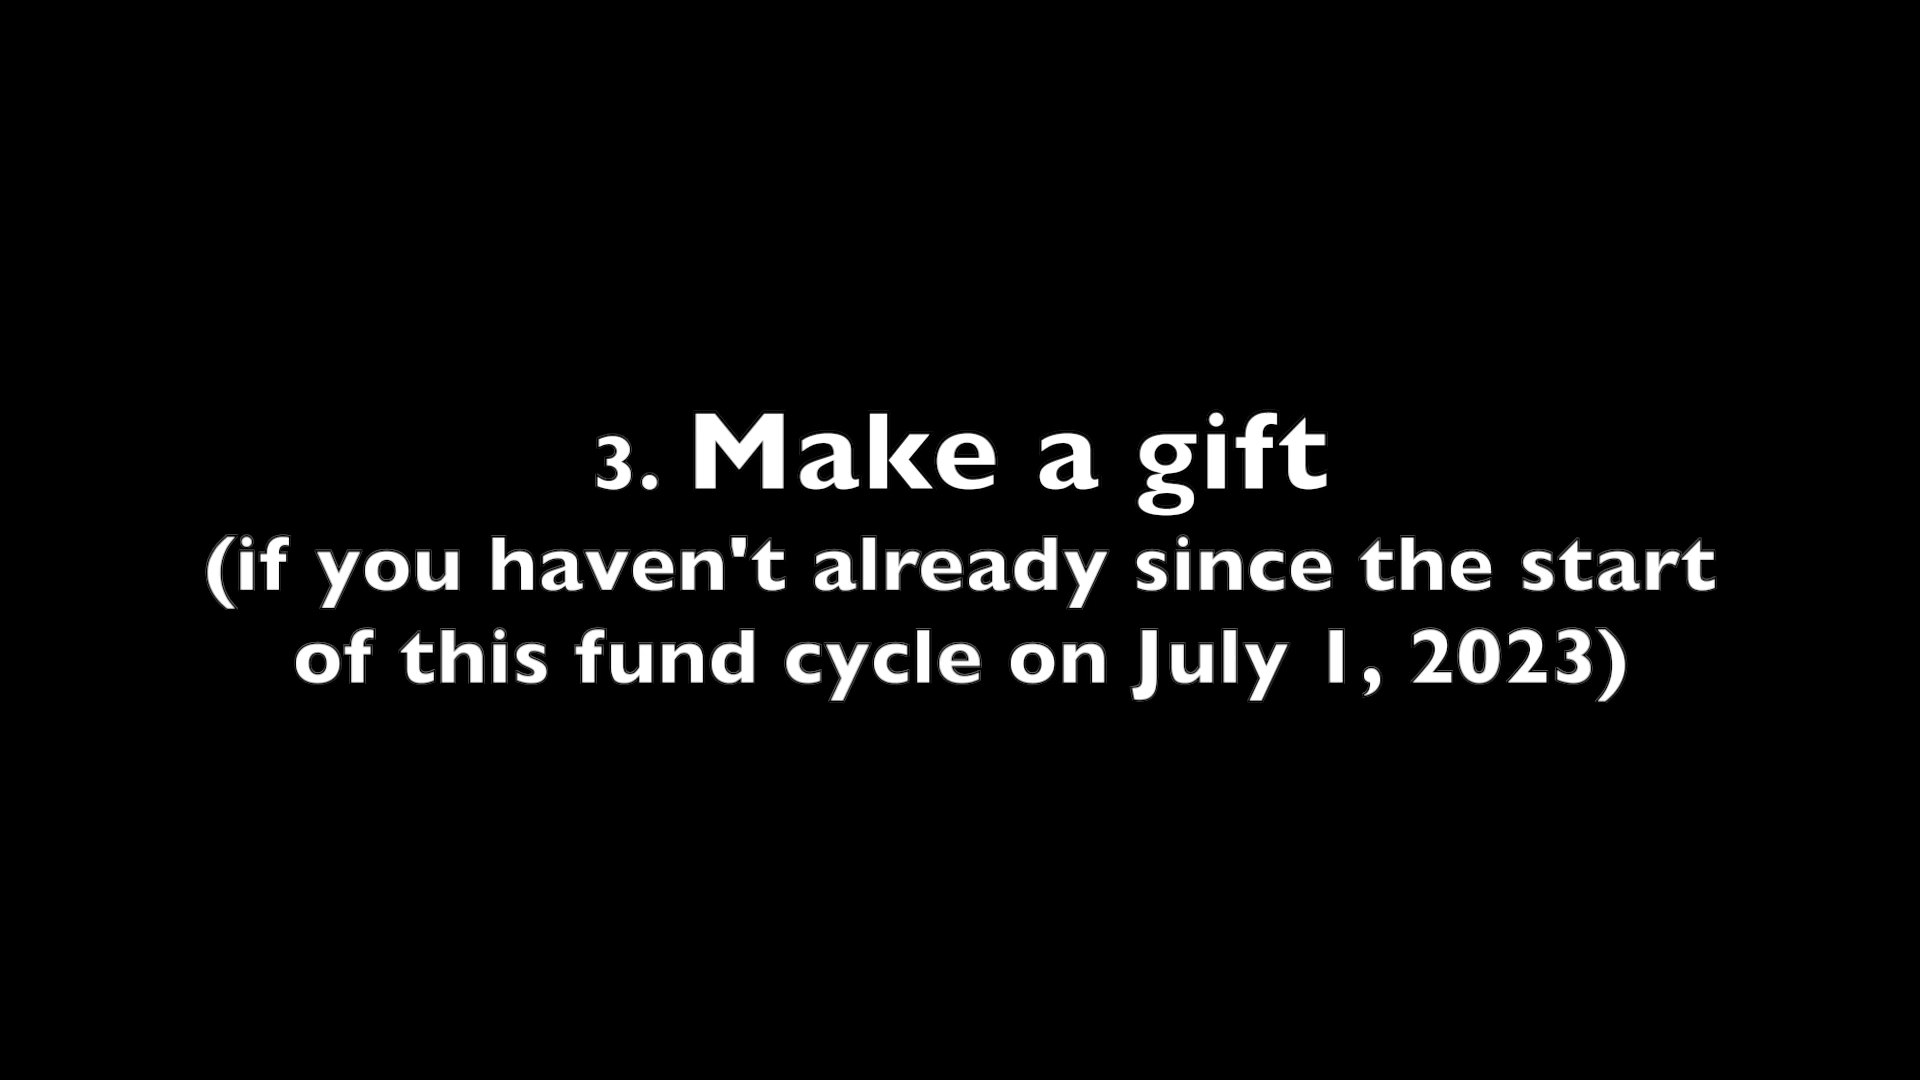 3. Make a gift
(if you haven't already since the start
of this fund cycle on July 1, 2023)